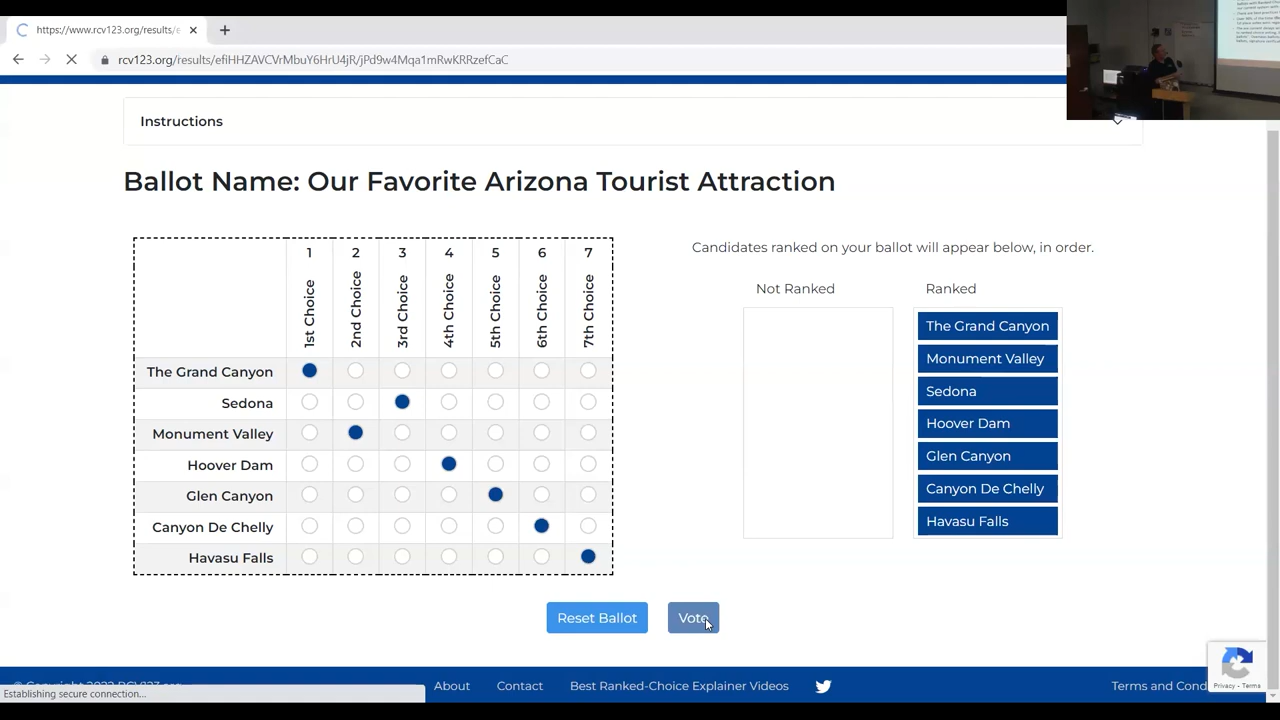 https://www.rcv123.org/results/e
rcv123.org/results/efiHHZAVCVrMbuY6HrU4jR/jPd9w4Mqa1mRwKRRzefCaC
Instructions
Ballot Name: Our Favorite Arizona Tourist Attraction
Candidates ranked on your ballot will appear below, in order.
1 2 3 4 5 6 7
1st Choice 2nd Choice 3rd Choice 4th Choice 5th Choice 6th Choice 7th Choice
The Grand Canyon
Sedona
Monument Valley
Hoover Dam
Glen Canyon
Canyon De Chelly
Havasu Falls
Not Ranked Ranked
The Grand Canyon
Monument Valley
Sedona
Hoover Dam
Glen Canyon
Canyon De Chelly
Havasu Falls
Reset Ballot Vote
© Copyright 2022 RCV123.org About Contact Best Ranked-Choice Explainer Videos Terms and Cond
Privacy - Terms
Establishing secure connection...